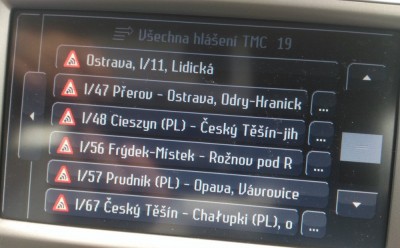 Všechna hlášení TMC 19
Ostrava, I/11, Lidická
I/47 Přerov - Ostrava, Odry-Hranick ...
I/48 Cieszyn (PL) - Český Těšín-jih ...
I/56 Frýdek-Místek - Rožnov pod R ...
I/57 Prudnik (PL) - Opava, Vávrovice
I/67 Český Těšín - Chałupki (PL), o ...